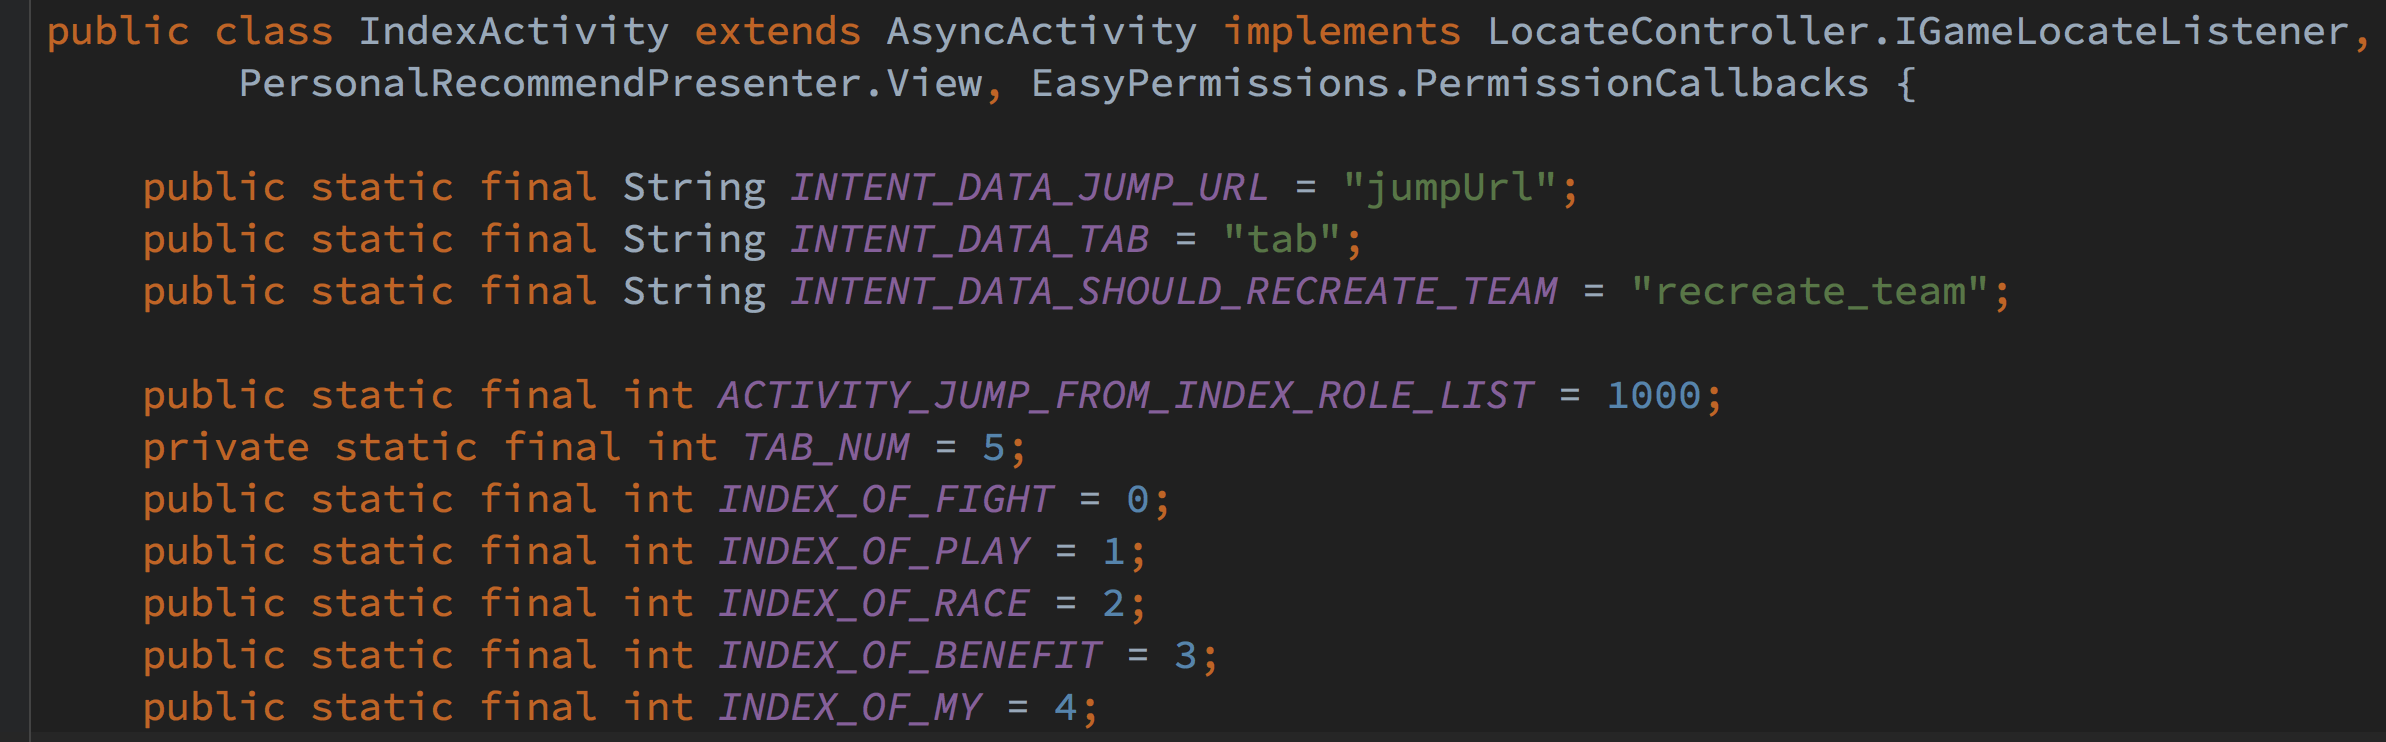 public class IndexActivity extends AsyncActivity implements LocateController.IGameLocateListener,
PersonalRecommendPresenter.View, EasyPermissions.PermissionCallbacks {
public static final String INTENT_DATA_JUMP_URL = "jumpUrl";
public static final String INTENT_DATA_TAB = "tab";
public static final String INTENT_DATA_SHOULD_RECREATE_TEAM = "recreate_team";
public static final int ACTIVITY_JUMP_FROM_INDEX_ROLE_LIST = 1000;
private static final int TAB_NUM = 5;
public static final int INDEX_OF_FIGHT = 0;
public static final int INDEX_OF_PLAY = 1;
public static final int INDEX_OF_RACE = 2;
public static final int INDEX_OF_BENEFIT = 3;
public static final int INDEX_OF_MY = 4;